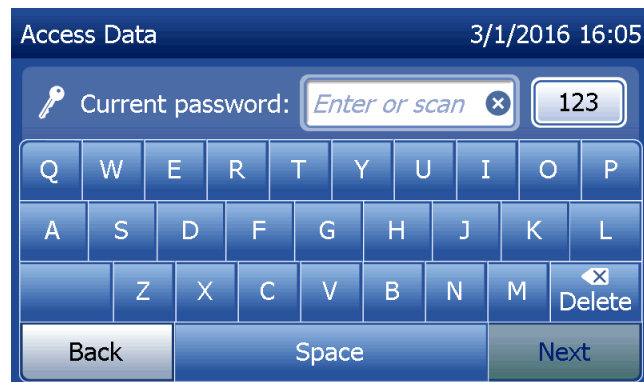 Access Data 3/1/2016 16:05
Current password: Enter or scan 123
Q W E R T Y U I O P
A S D F G H J K L
Z X C V B N M Delete
Back Space Next